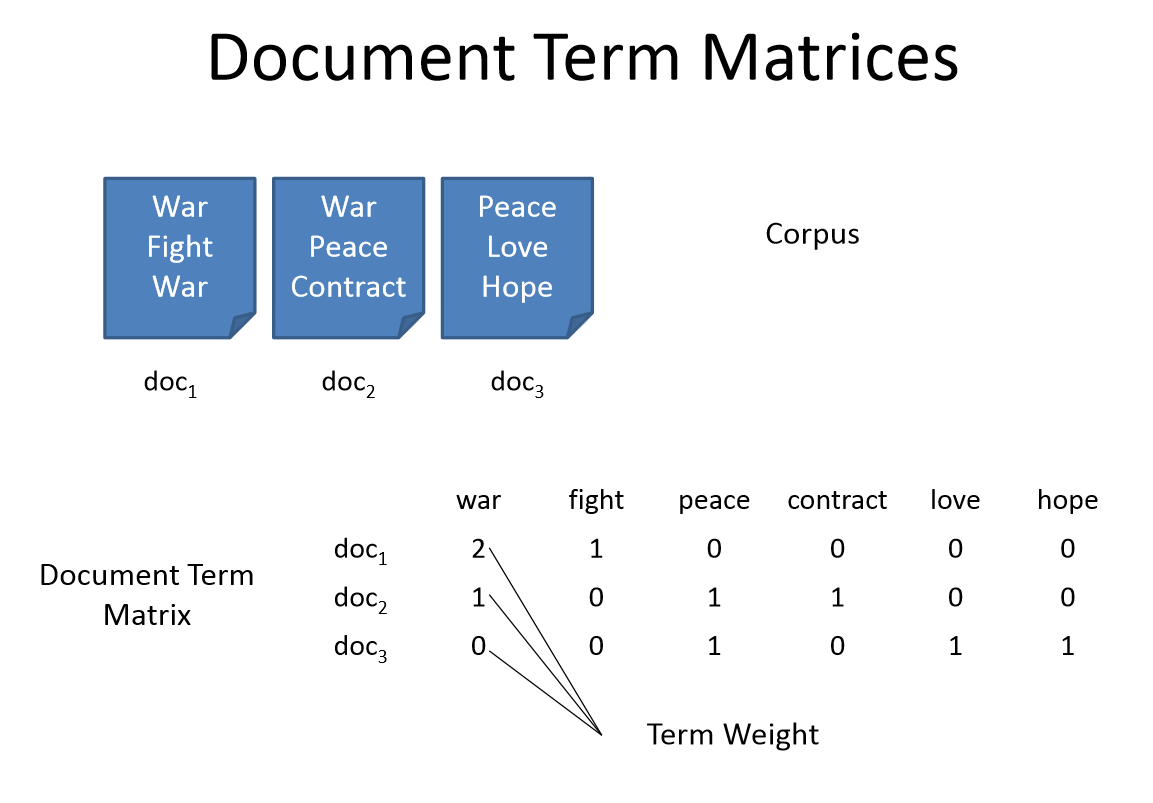 Document Term Matrices
War
Fight
War
War
Peace
Contract
Peace
Love
Hope
Corpus
doc1
doc2
doc3
war fight peace contract love hope
doc1 2 1 0 0 0 0
doc2 1 0 1 1 0 0
doc3 0 0 1 0 1 1
Document Term
Matrix
Term Weight